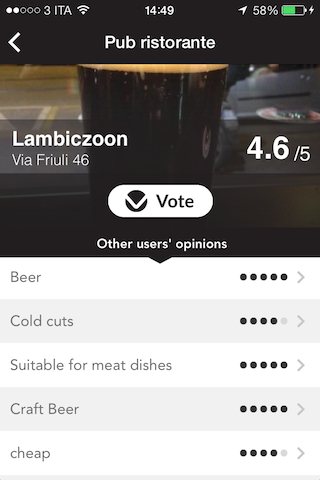 3 ITA 14:49 58%
Pub ristorante
Lambiczoon
Via Friuli 46
4.6 /5
Vote
Other users' opinions
Beer
Cold cuts
Suitable for meat dishes
Craft Beer
cheap